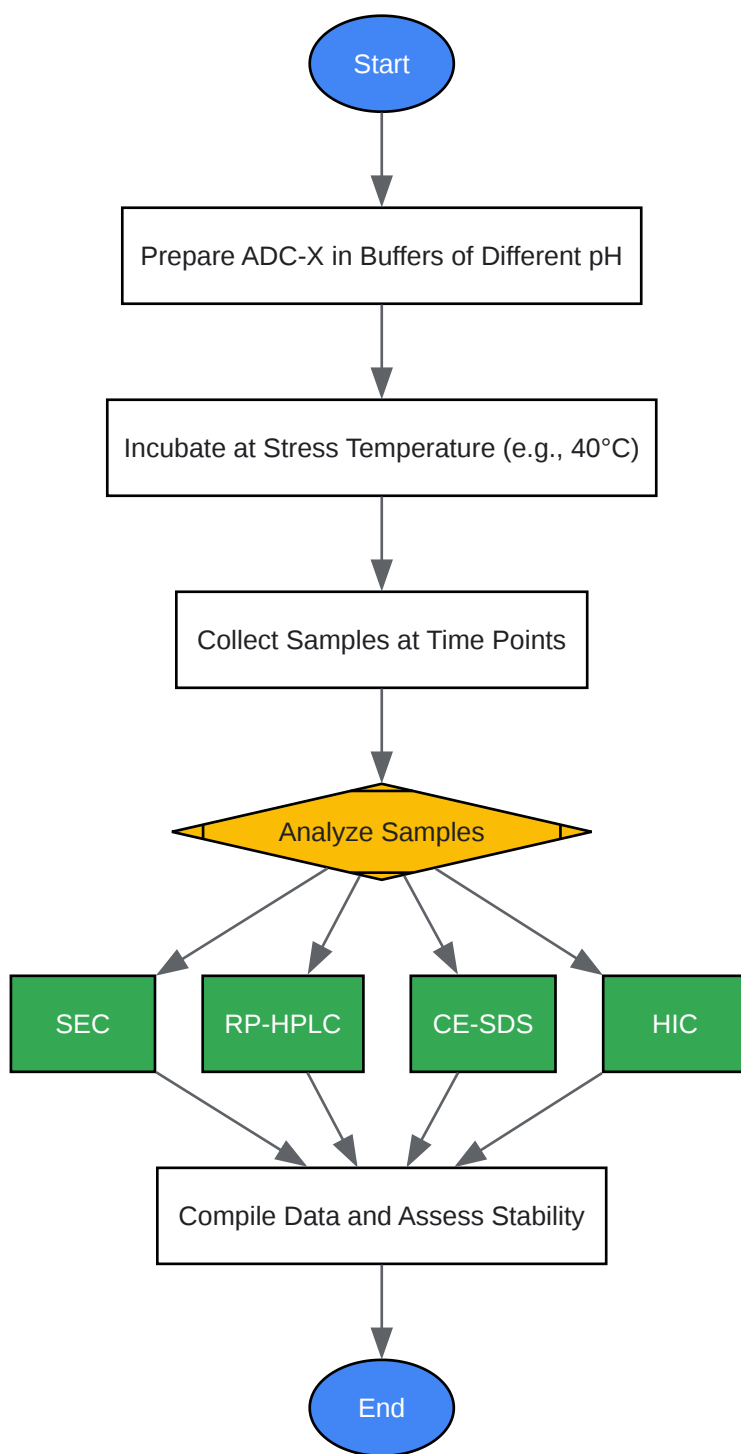 Start
Prepare ADC-X in Buffers of Different pH
Incubate at Stress Temperature (e.g., 40°C)
Collect Samples at Time Points
Analyze Samples
SEC
RP-HPLC
CE-SDS
HIC
Compile Data and Assess Stability
End